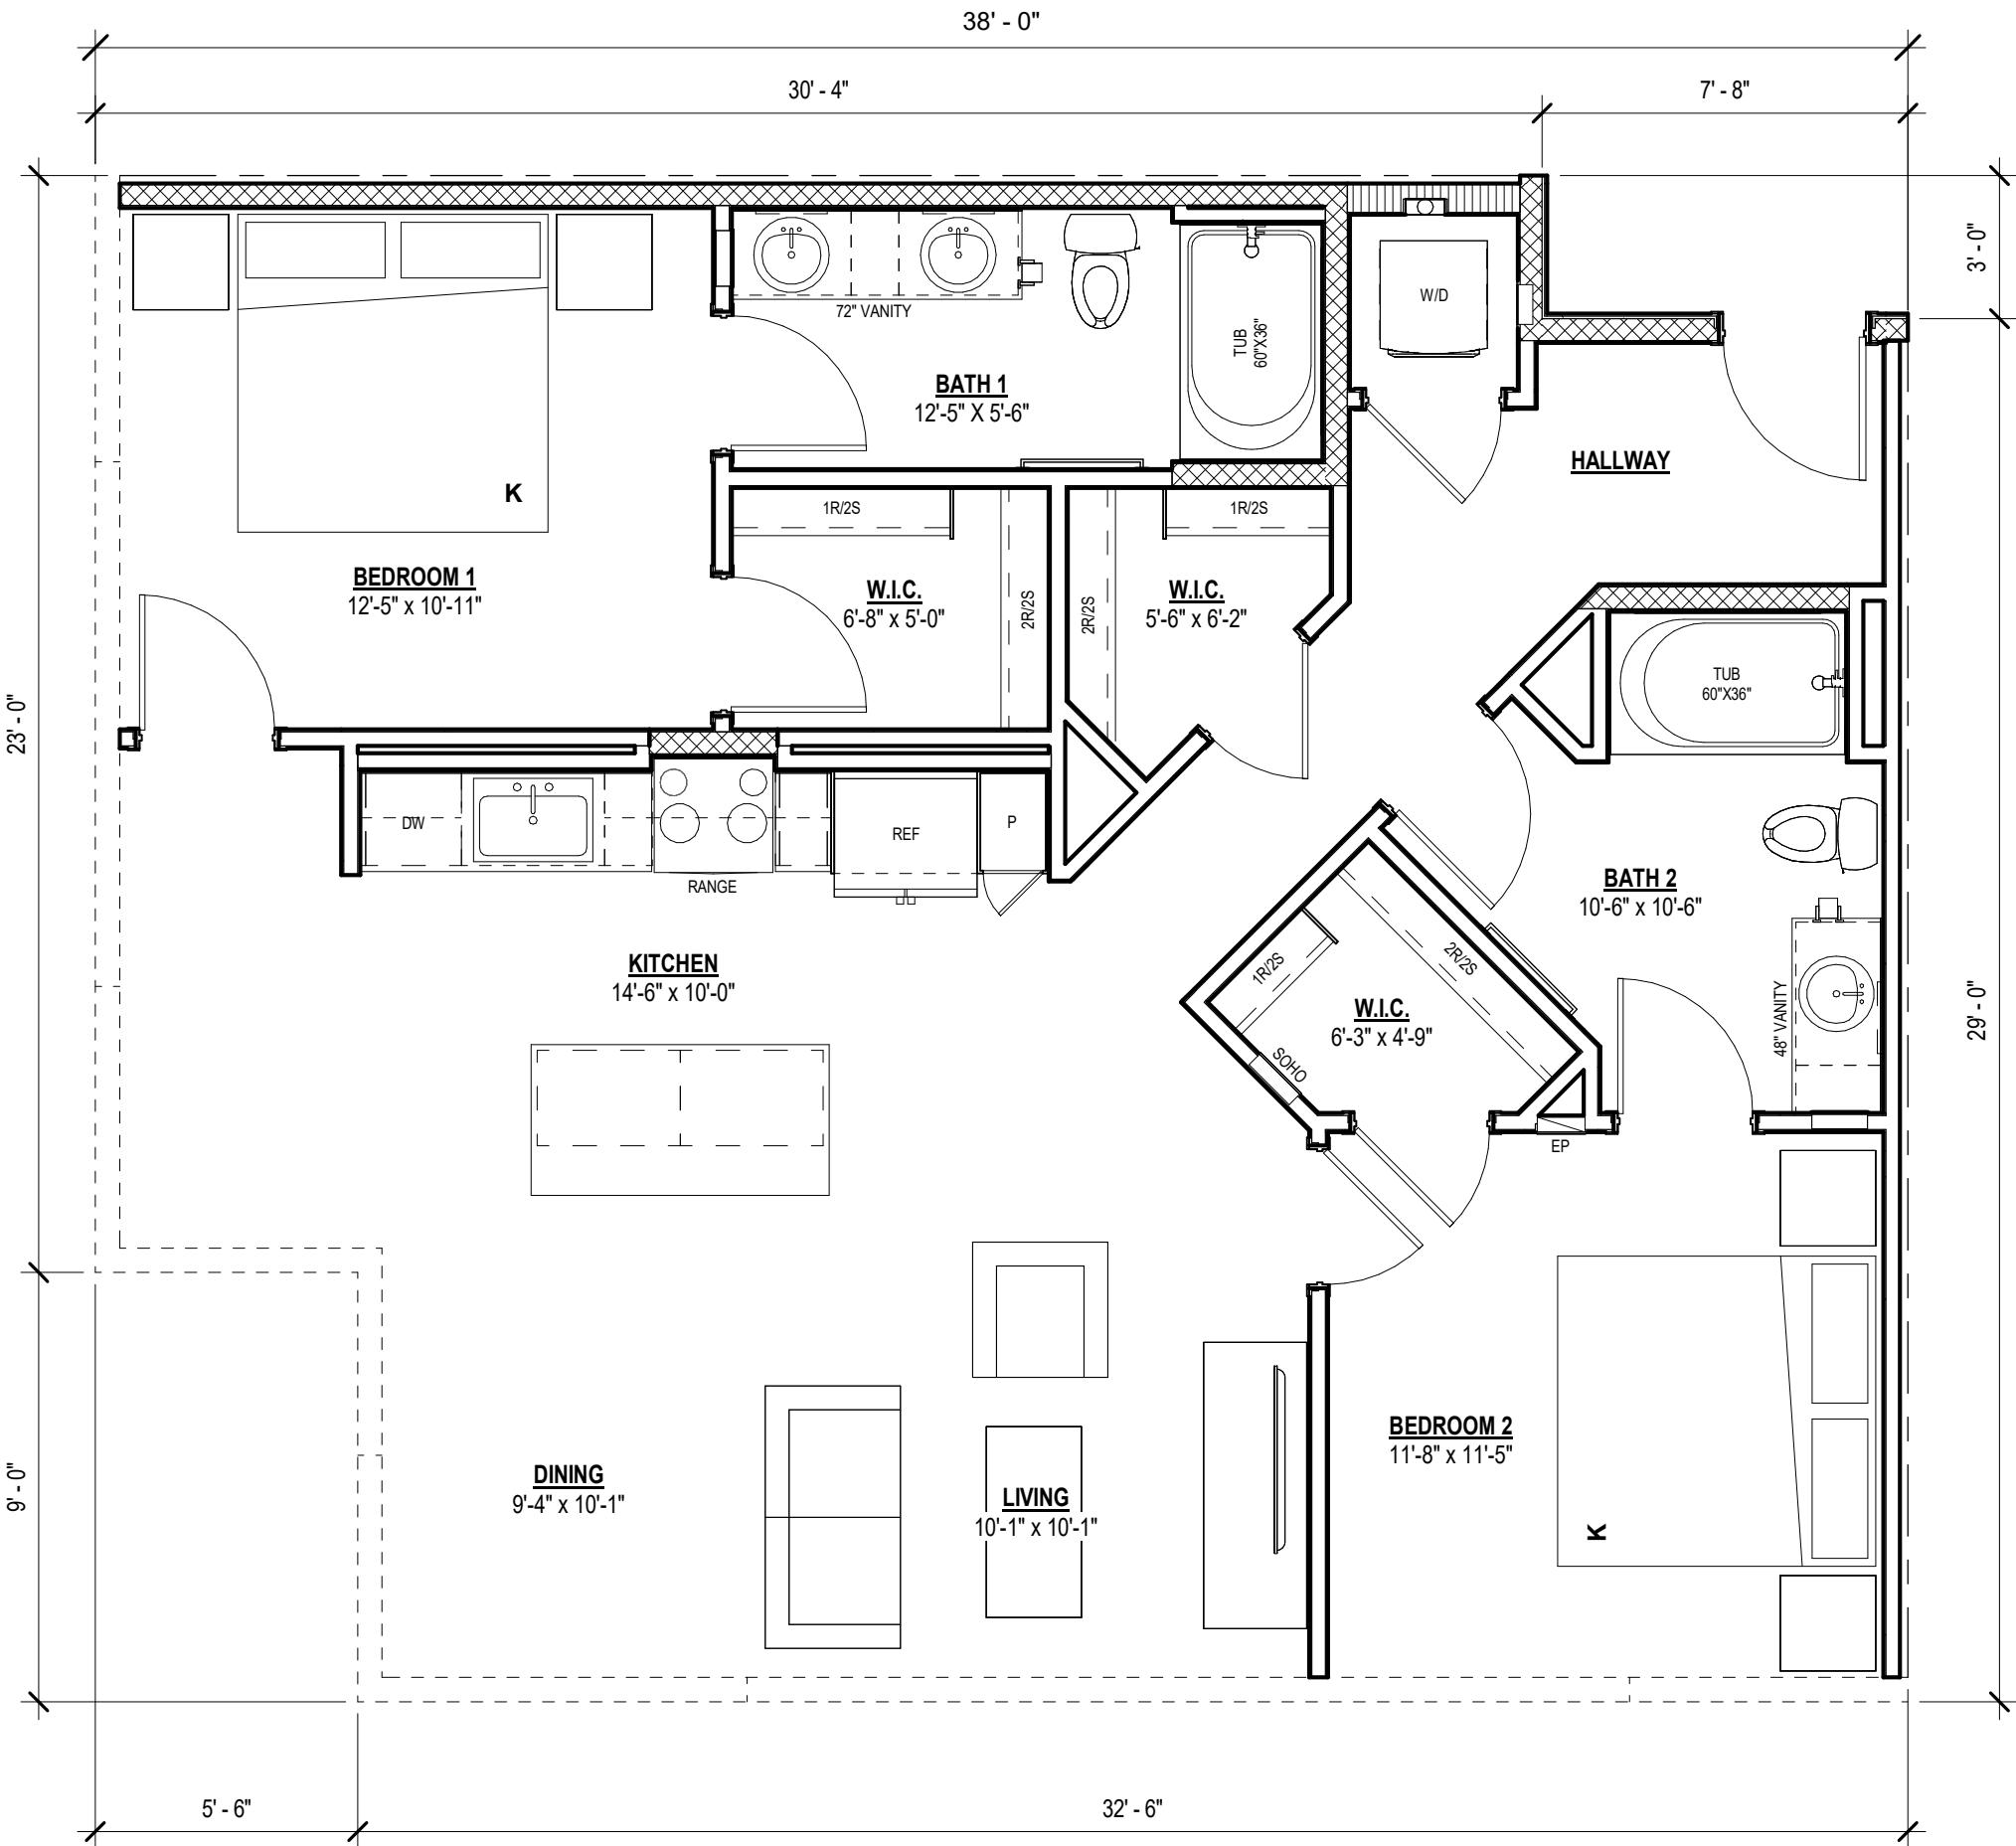 38' - 0"
30' - 4"
7' - 8"
3' - 0"
23' - 0"
29' - 0"
9' - 0"
5' - 6"
32' - 6"
72" VANITY
BATH 1
12'-5" X 5'-6"
TUB
60"X36"
W/D
HALLWAY
K
BEDROOM 1
12'-5" x 10'-11"
1R/2S
2R/2S
W.I.C.
6'-8" x 5'-0"
1R/2S
2R/2S
W.I.C.
5'-6" x 6'-2"
TUB
60"X36"
DW
RANGE
REF
P
BATH 2
10'-6" x 10'-6"
48" VANITY
KITCHEN
14'-6" x 10'-0"
1R/2S
2R/2S
W.I.C.
6'-3" x 4'-9"
SOHO
EP
BEDROOM 2
11'-8" x 11'-5"
K
DINING
9'-4" x 10'-1"
LIVING
10'-1" x 10'-1"